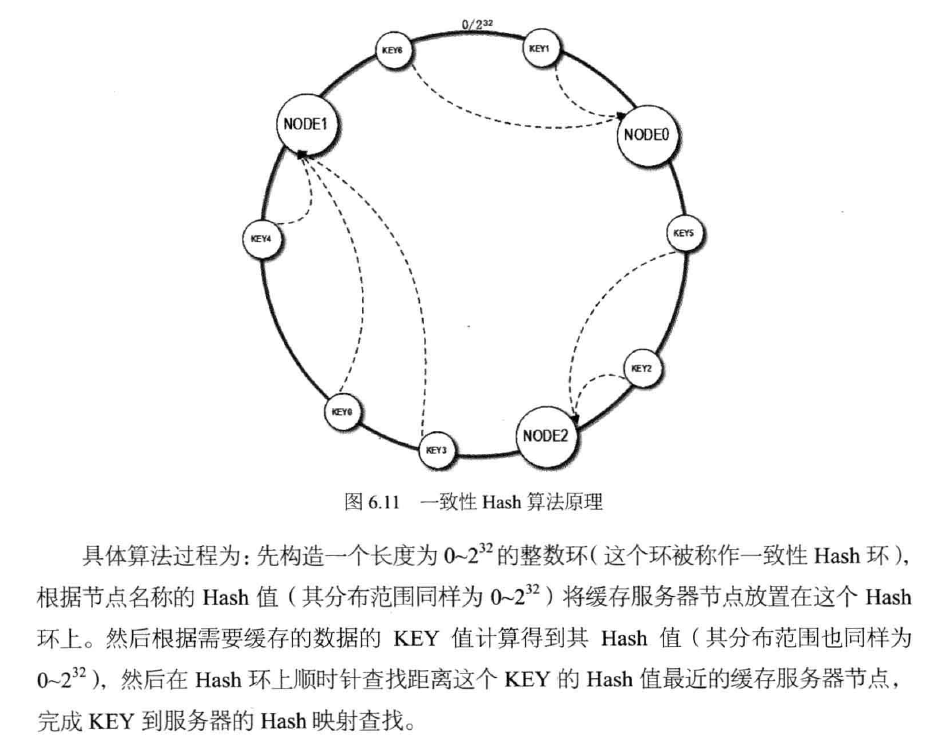 0/2³²
KEY6
KEY1
NODE1
NODE0
KEY4
KEY5
KEY2
KEY0
NODE2
KEY3
图 6.11 一致性 Hash 算法原理
具体算法过程为：先构造一个长度为 0~2³² 的整数环（这个环被称作一致性 Hash 环），
根据节点名称的 Hash 值（其分布范围同样为 0~2³²）将缓存服务器节点放置在这个 Hash
环上。然后根据需要缓存的数据的 KEY 值计算得到其 Hash 值（其分布范围也同样为
0~2³²），然后在 Hash 环上顺时针查找距离这个 KEY 的 Hash 值最近的缓存服务器节点，
完成 KEY 到服务器的 Hash 映射查找。